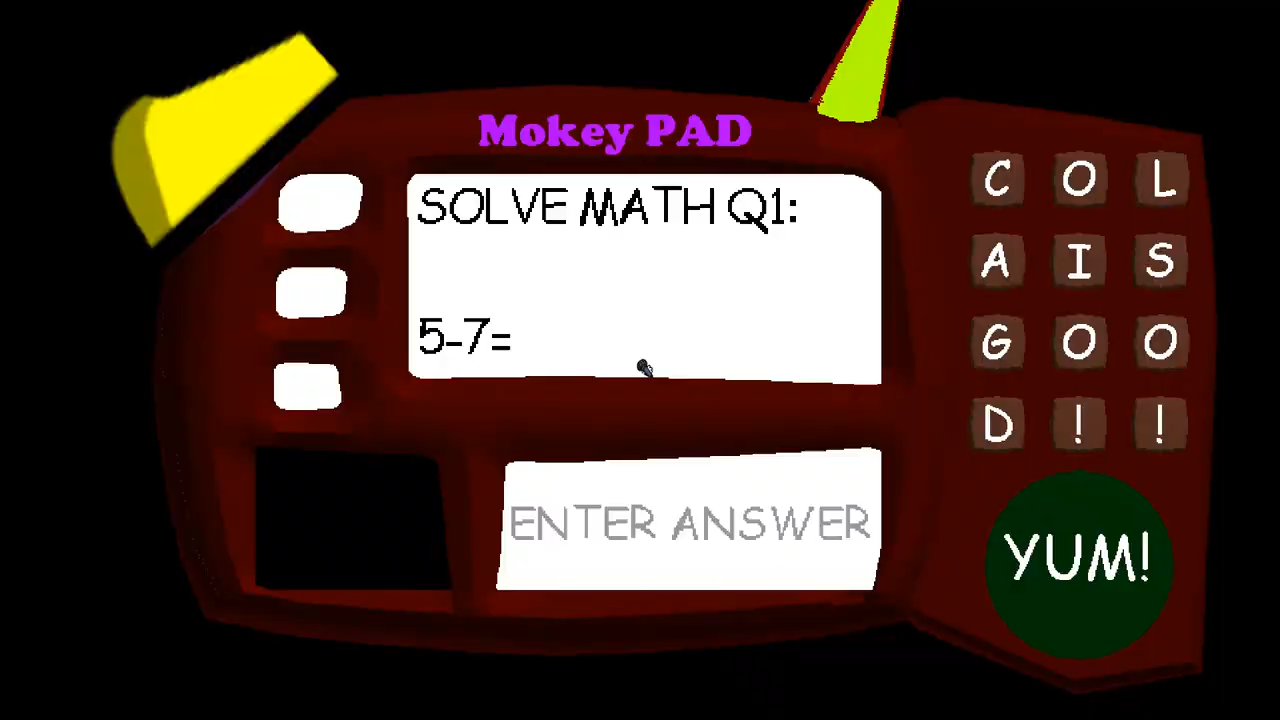 Mokey PAD
SOLVE MATH Q1:
5-7=
ENTER ANSWER
C O L
A I S
G O O
D ! !
YUM!